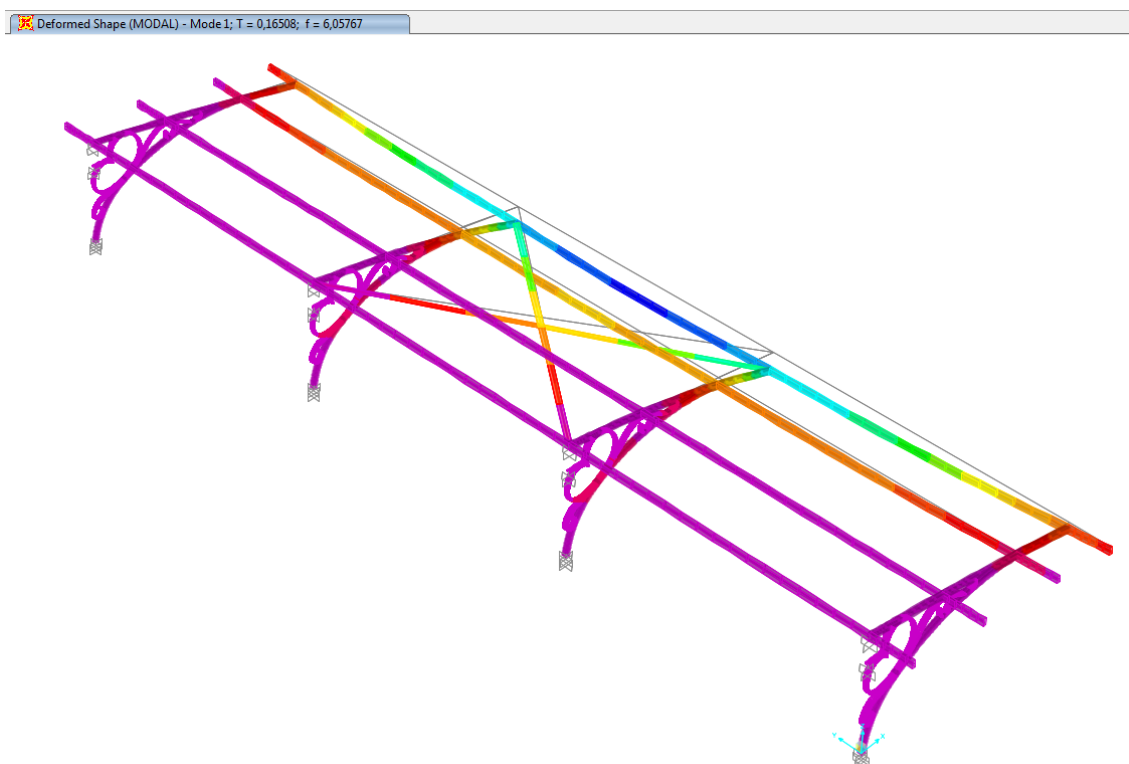 Deformed Shape (MODAL) - Mode 1; T = 0,16508; f = 6,05767